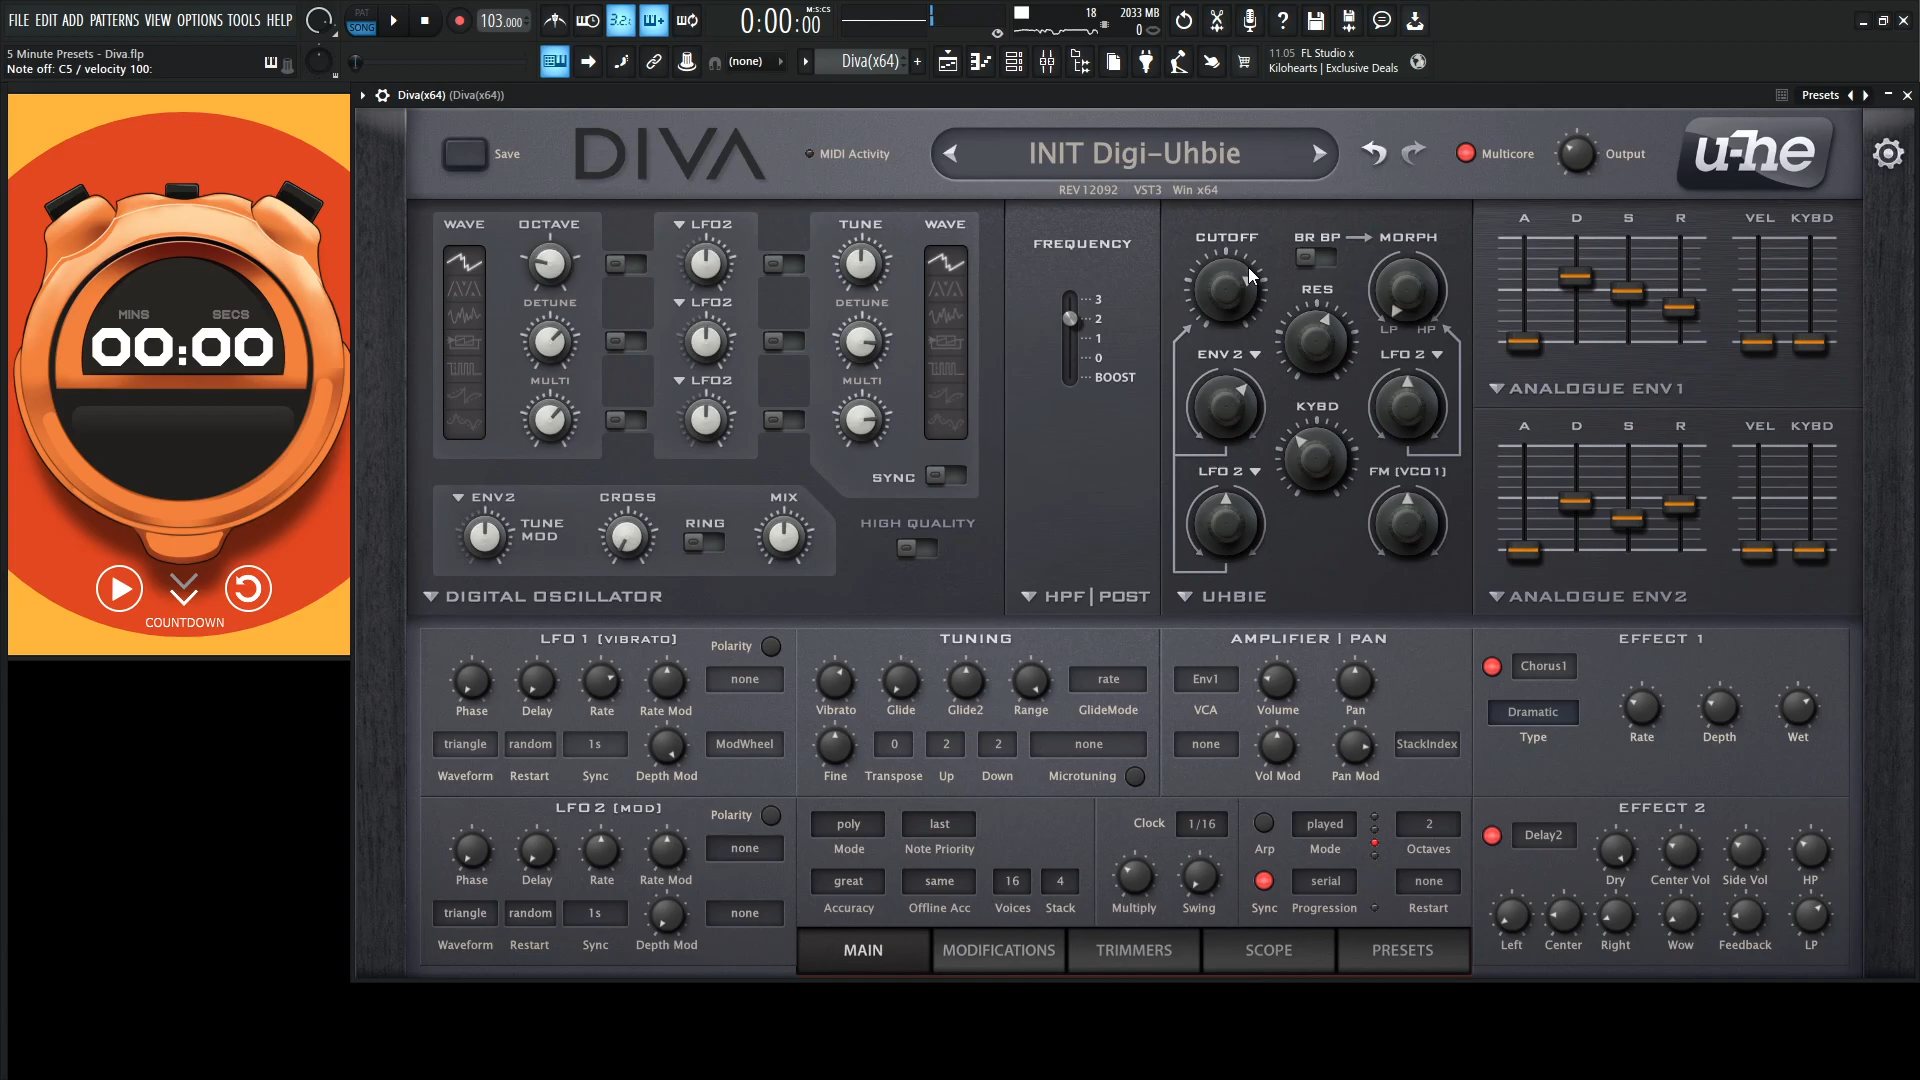 FILE EDIT ADD PATTERNS VIEW OPTIONS TOOLS HELP
PAT
SONG
103.000
3.2.
0:00:00
M:S:CS
18
2033 MB
0
5 Minute Presets - Diva.flp
Note off: C5 / velocity 100:
(none)
Diva(x64)
+
11.05 FL Studio x
Kilohearts | Exclusive Deals
Diva(x64) (Diva(x64))
Presets
MINS SECS
00:00
COUNTDOWN
Save
DIVA
MIDI Activity
INIT Digi-Uhbie
REV 12092 VST3 Win x64
Multicore
Output
u-he
WAVE OCTAVE LFO2 TUNE WAVE
DETUNE LFO2 DETUNE
MULTI LFO2 MULTI
SYNC
ENV2
TUNE
MOD
CROSS
RING
MIX
HIGH QUALITY
DIGITAL OSCILLATOR
FREQUENCY
3
2
1
0
BOOST
HPF|POST
CUTOFF BR BP MORPH
RES
LP HP
ENV 2 LFO 2
KYBD
LFO 2 FM [VCO1]
UHBIE
A D S R VEL KYBD
ANALOGUE ENV1
A D S R VEL KYBD
ANALOGUE ENV2
LFO 1 [VIBRATO]
Polarity
none
Phase Delay Rate Rate Mod
triangle random 1s ModWheel
Waveform Restart Sync Depth Mod
LFO 2 [MOD]
Polarity
none
Phase Delay Rate Rate Mod
triangle random 1s none
Waveform Restart Sync Depth Mod
TUNING
rate
Vibrato Glide Glide2 Range GlideMode
0 2 2 none
Fine Transpose Up Down Microtuning
AMPLIFIER | PAN
Env1
VCA Volume Pan
none StackIndex
Vol Mod Pan Mod
poly last
Mode Note Priority
great same 16 4
Accuracy Offline Acc Voices Stack
Clock 1/16
Multiply Swing
played 2
Arp Mode Octaves
serial none
Sync Progression Restart
MAIN MODIFICATIONS TRIMMERS SCOPE PRESETS
EFFECT 1
Chorus1
Dramatic
Type Rate Depth Wet
EFFECT 2
Delay2
Dry Center Vol Side Vol HP
Left Center Right Wow Feedback LP